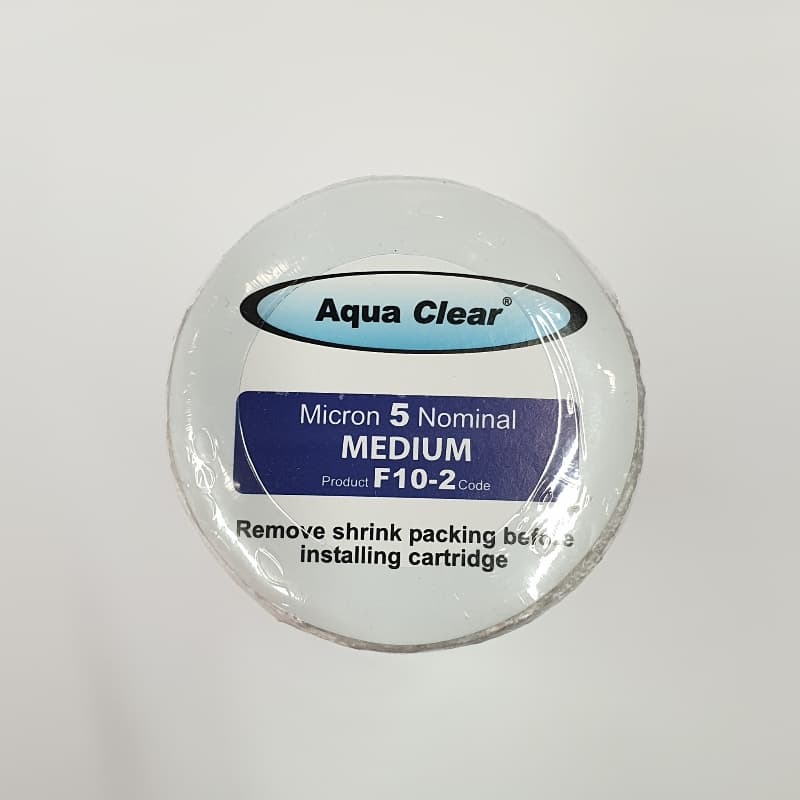 Aqua Clear®
Micron 5 Nominal
MEDIUM
Product F10-2 Code
Remove shrink packing before
installing cartridge